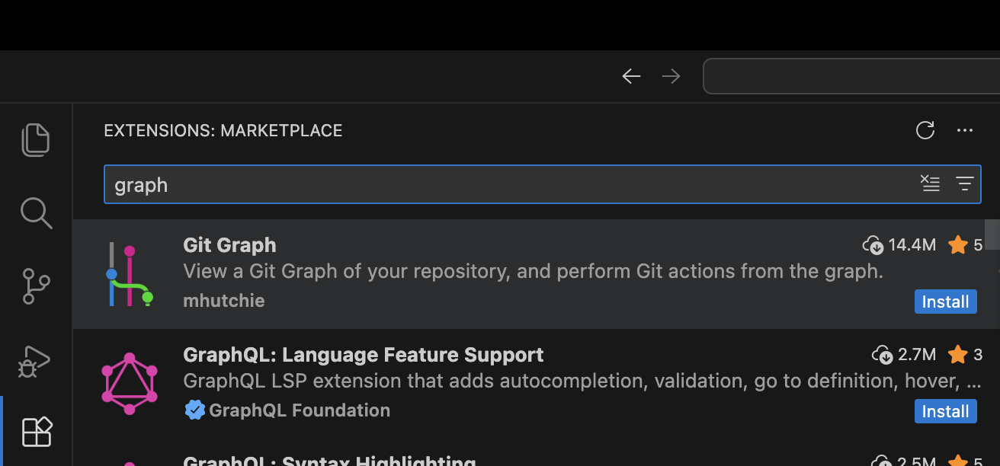 EXTENSIONS: MARKETPLACE
graph
Git Graph 14.4M 5
View a Git Graph of your repository, and perform Git actions from the graph.
mhutchie Install
GraphQL: Language Feature Support 2.7M 3
GraphQL LSP extension that adds autocompletion, validation, go to definition, hover, ...
GraphQL Foundation Install
GraphQL: Syntax Highlighting 2.5M 5